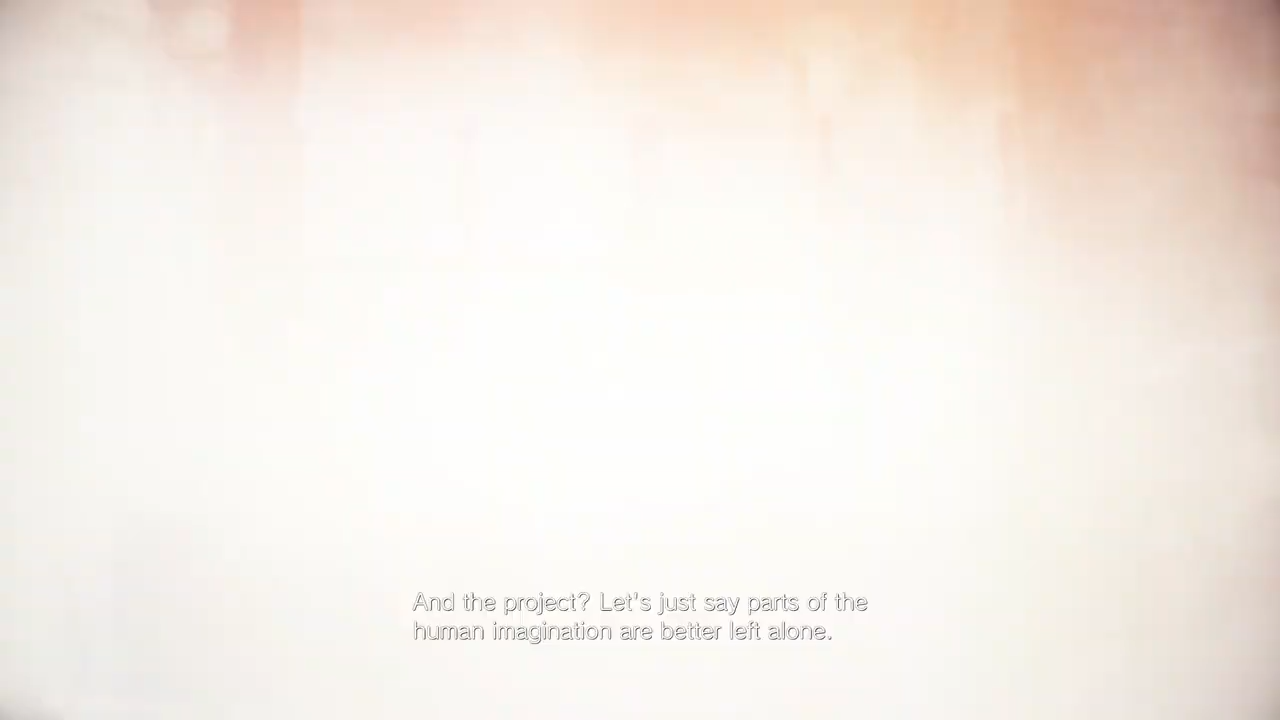 And the project? Let's just say parts of the
human imagination are better left alone.